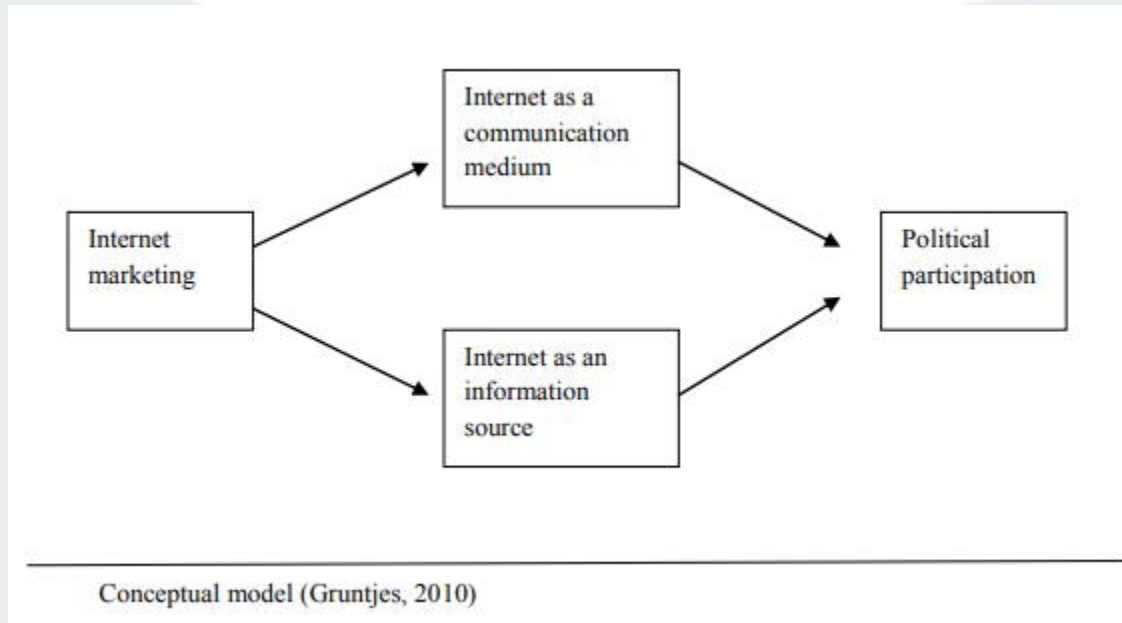 Internet as a
communication
medium
Internet
marketing
Political
participation
Internet as an
information
source
Conceptual model (Gruntjes, 2010)